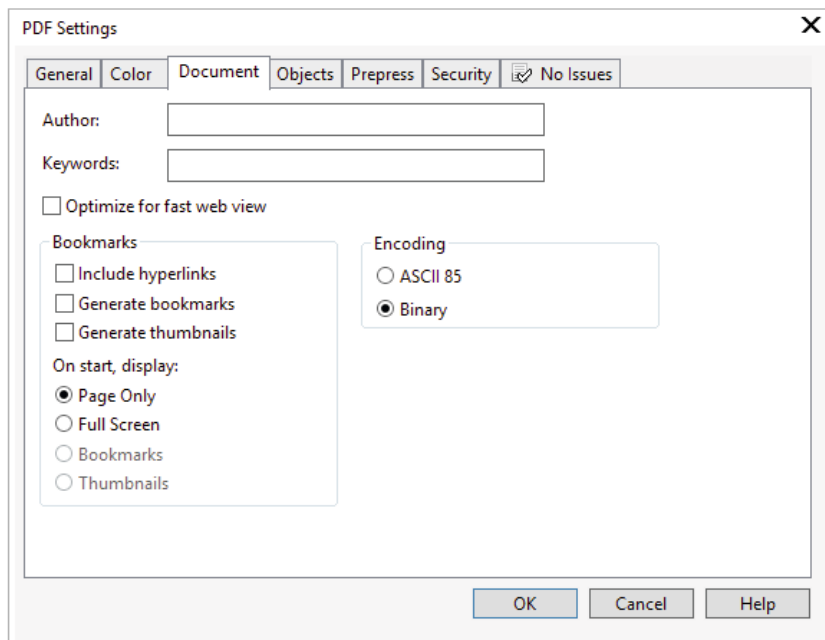 PDF Settings
General Color Document Objects Prepress Security No Issues
Author:
Keywords:
Optimize for fast web view
Bookmarks
Include hyperlinks
Generate bookmarks
Generate thumbnails
On start, display:
Page Only
Full Screen
Bookmarks
Thumbnails
Encoding
ASCII 85
Binary
OK Cancel Help